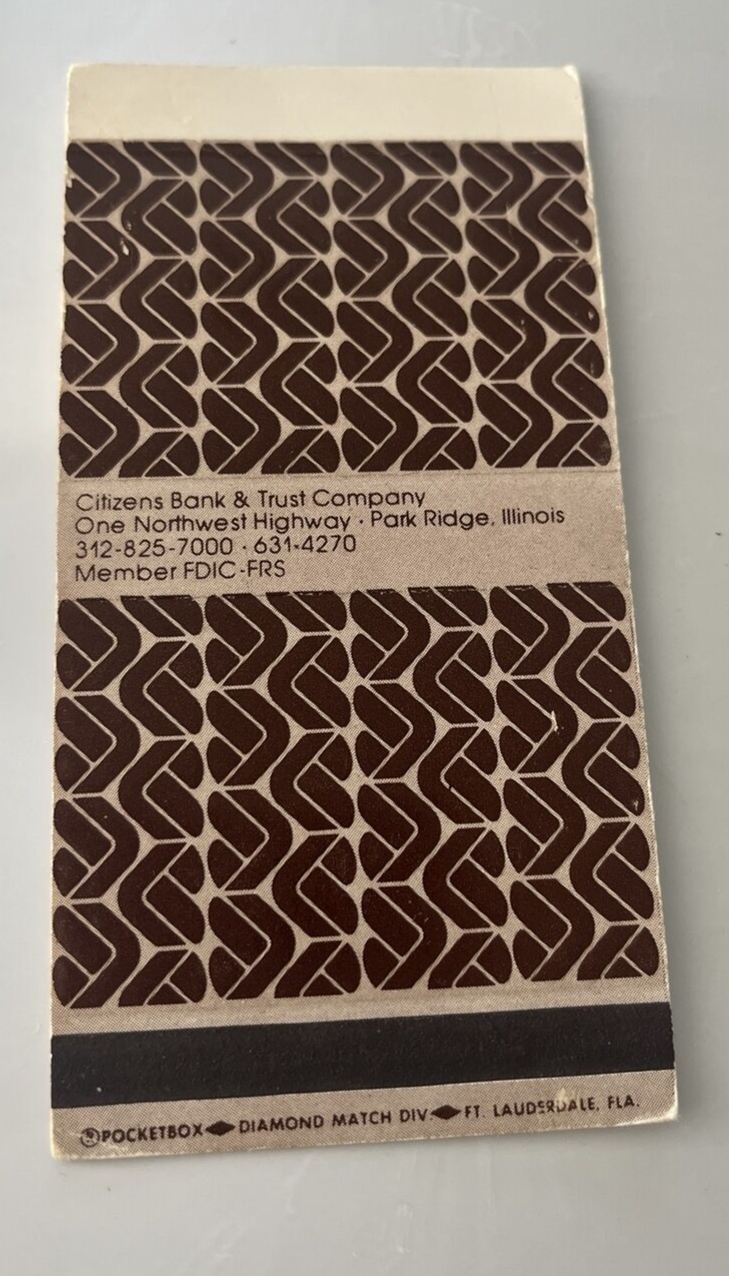 Citizens Bank & Trust Company
One Northwest Highway · Park Ridge, Illinois
312-825-7000 · 631-4270
Member FDIC·FRS
®POCKETBOX◆DIAMOND MATCH DIV.◆FT. LAUDERDALE, FLA.